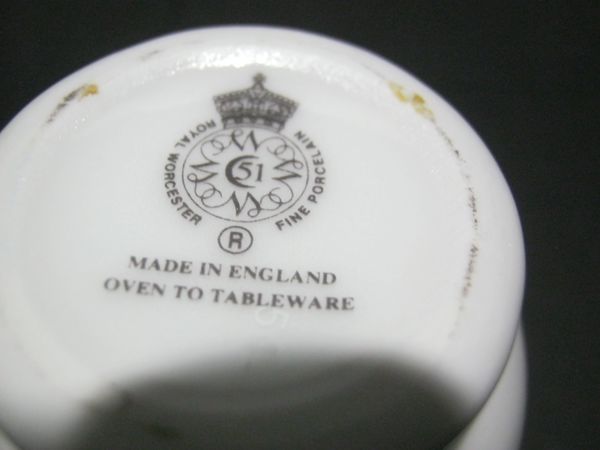 ROYAL WORCESTER
FINE PORCELAIN
51
R
MADE IN ENGLAND
OVEN TO TABLEWARE